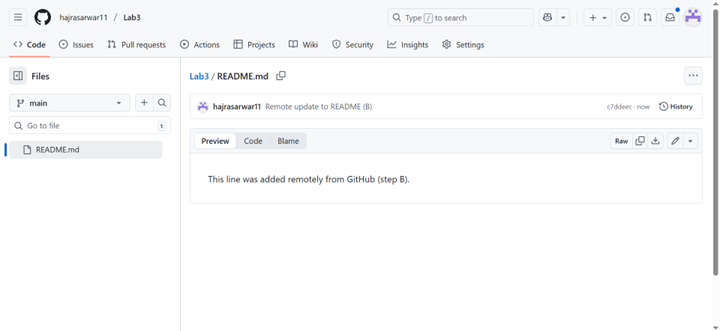 hajrasarwar11 / Lab3
Type / to search
Code Issues Pull requests Actions Projects Wiki Security Insights Settings
Files
main
Go to file t
README.md
Lab3 / README.md
hajrasarwar11 Remote update to README (B) c7ddeec · now History
Preview Code Blame Raw
This line was added remotely from GitHub (step B).